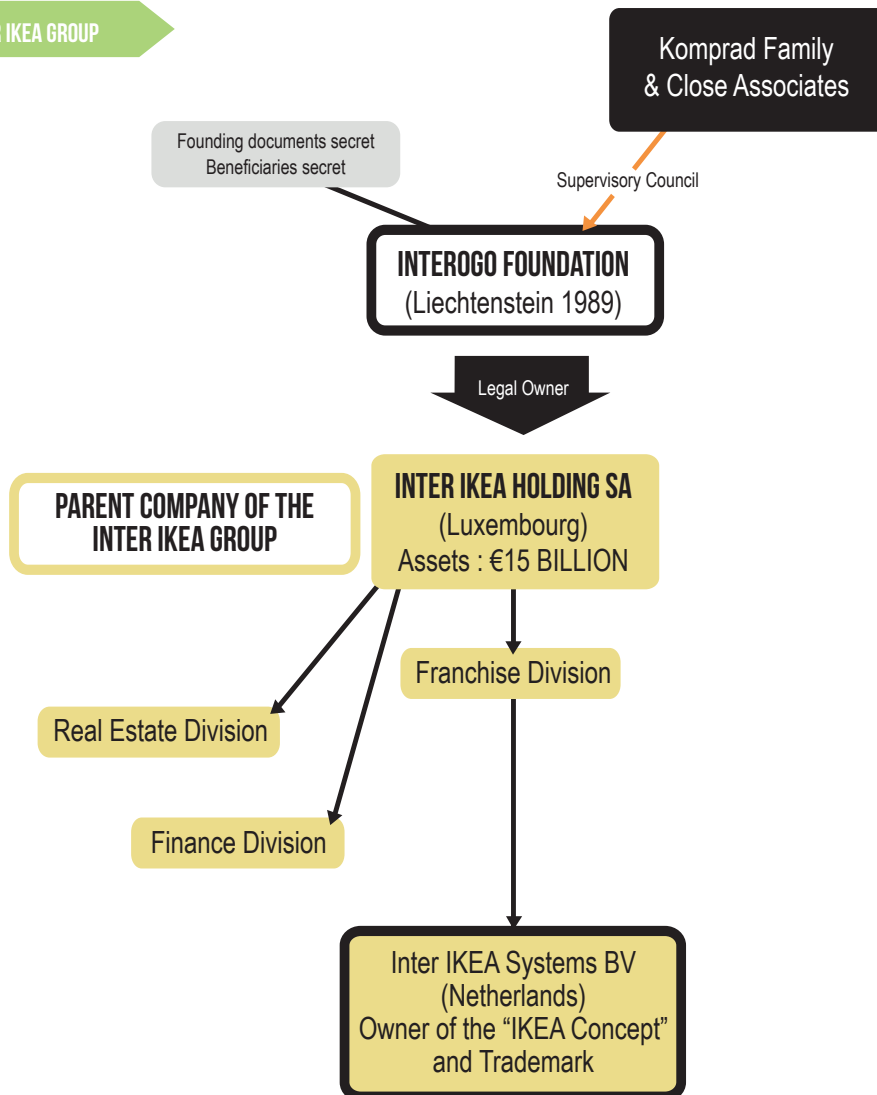 IKEA GROUP
Komprad Family
& Close Associates
Founding documents secret
Beneficiaries secret
Supervisory Council
INTEROGO FOUNDATION
(Liechtenstein 1989)
Legal Owner
PARENT COMPANY OF THE
INTER IKEA GROUP
INTER IKEA HOLDING SA
(Luxembourg)
Assets : €15 BILLION
Franchise Division
Real Estate Division
Finance Division
Inter IKEA Systems BV
(Netherlands)
Owner of the “IKEA Concept”
and Trademark